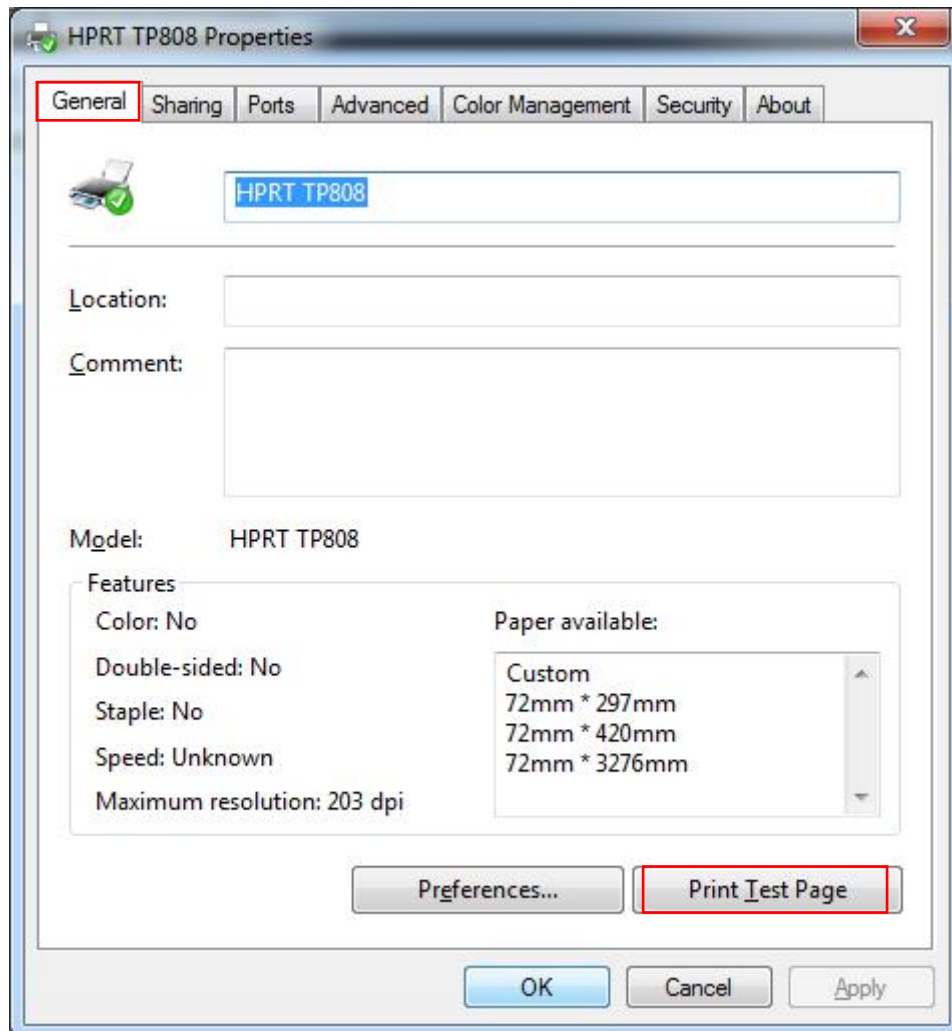 HPRT TP808 Properties
General Sharing Ports Advanced Color Management Security About
HPRT TP808
Location:
Comment:
Model: HPRT TP808
Features
Color: No
Double-sided: No
Staple: No
Speed: Unknown
Maximum resolution: 203 dpi
Paper available:
Custom
72mm * 297mm
72mm * 420mm
72mm * 3276mm
Preferences... Print Test Page
OK Cancel Apply